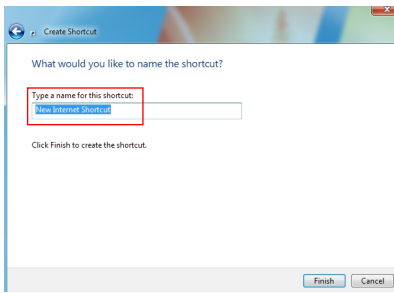 Create Shortcut
What would you like to name the shortcut?
Type a name for this shortcut:
New Internet Shortcut
Click Finish to create the shortcut.
Finish Cancel